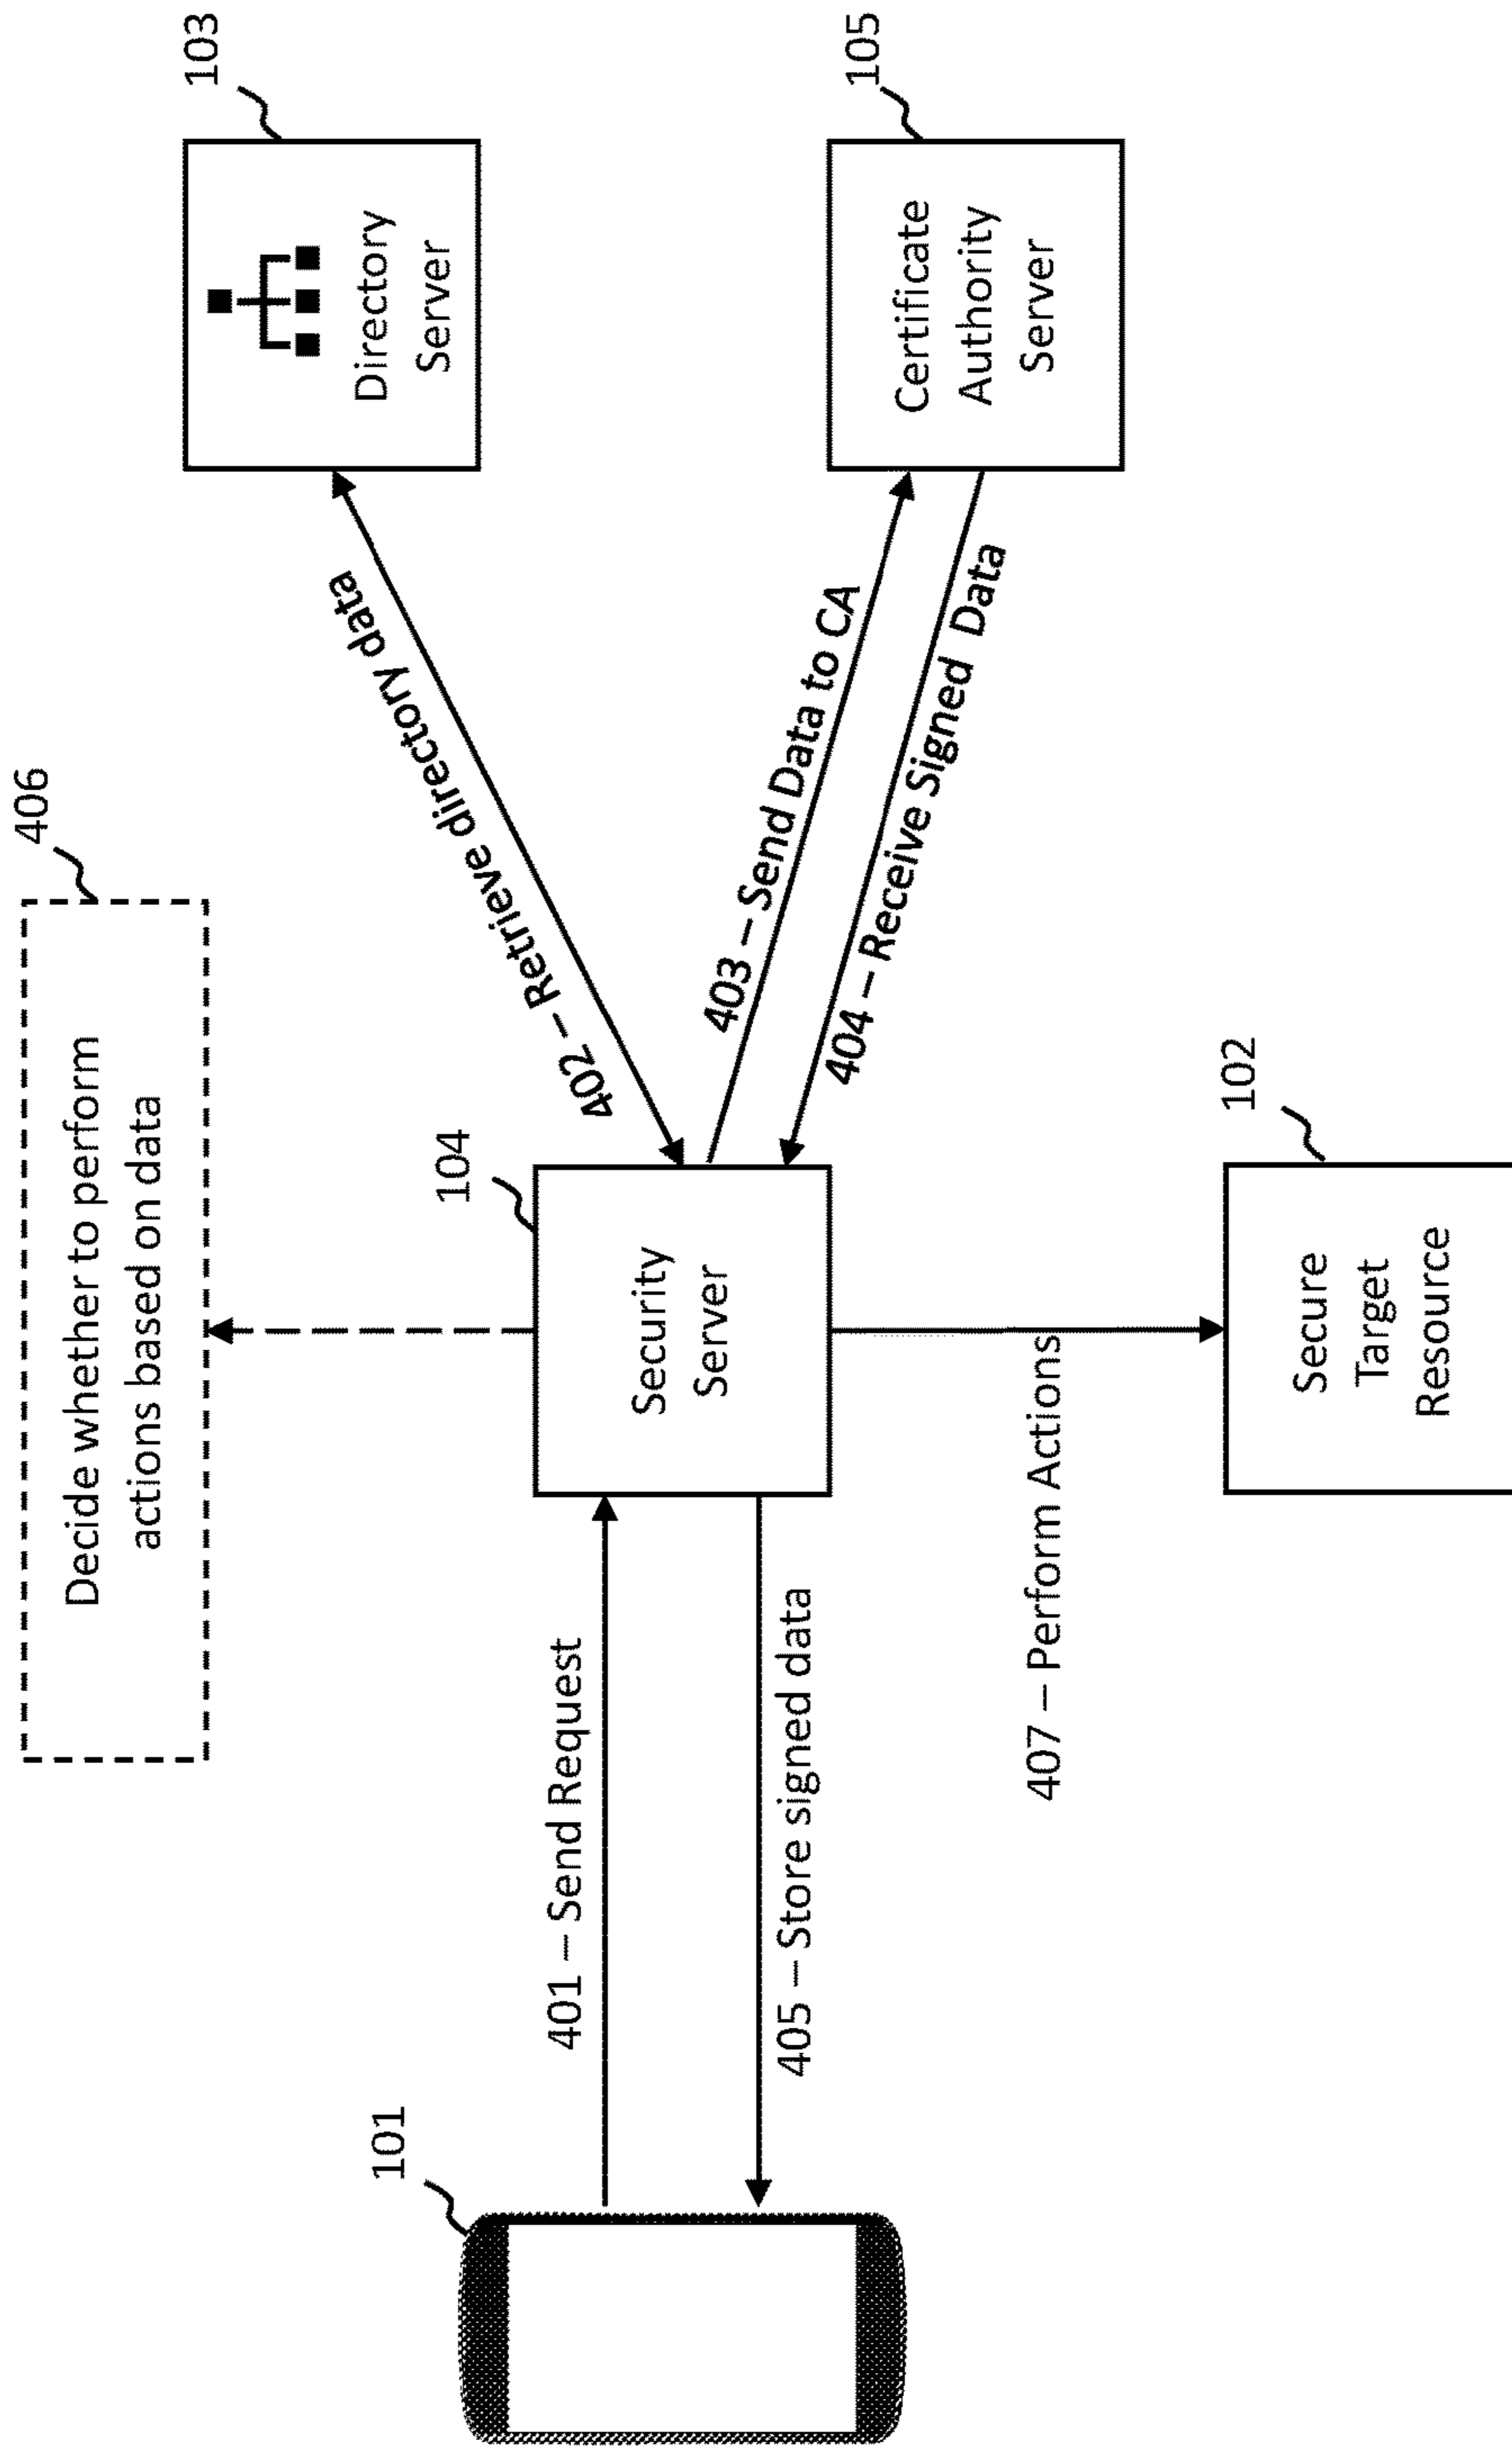 406
Decide whether to perform
actions based on data
103
Directory
Server
402 – Retrieve directory data
101
401 – Send Request
104
Security
Server
403 – Send Data to CA
404 – Receive Signed Data
105
Certificate
Authority
Server
405 – Store signed data
407 – Perform Actions
102
Secure
Target
Resource